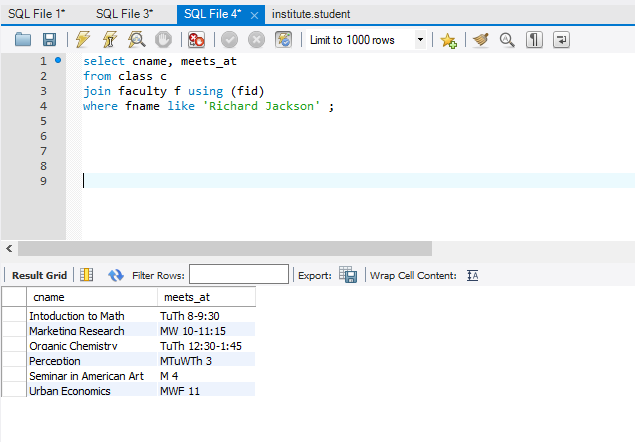 SQL File 1* SQL File 3* SQL File 4* × institute.student
Limit to 1000 rows
1 select cname, meets_at
2 from class c
3 join faculty f using (fid)
4 where fname like 'Richard Jackson' ;
5
6
7
8
9
Result Grid Filter Rows: Export: Wrap Cell Content: IA
cname meets_at
Intoduction to Math TuTh 8-9:30
Marketing Research MW 10-11:15
Organic Chemistry TuTh 12:30-1:45
Perception MTuWTh 3
Seminar in American Art M 4
Urban Economics MWF 11